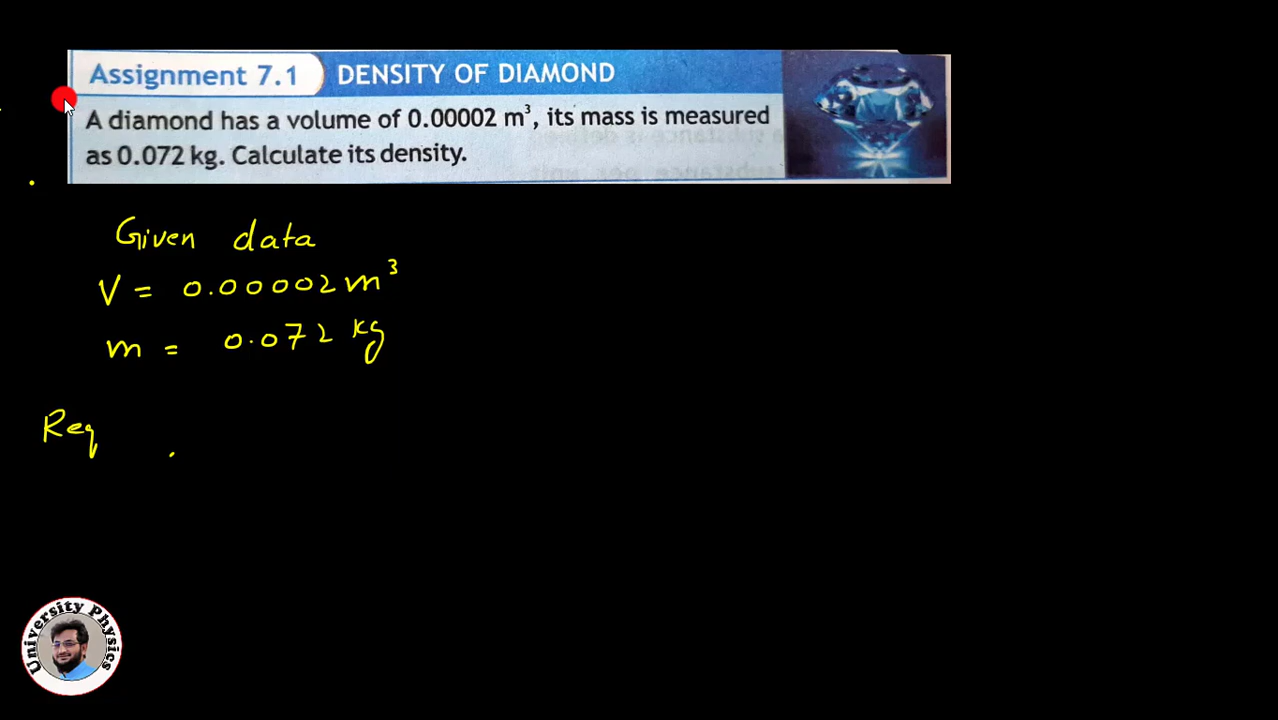 Assignment 7.1 DENSITY OF DIAMOND
A diamond has a volume of 0.00002 m³, its mass is measured
as 0.072 kg. Calculate its density.
Given data
V = 0.00002 m³
m = 0.072 kg
Req
University Physics